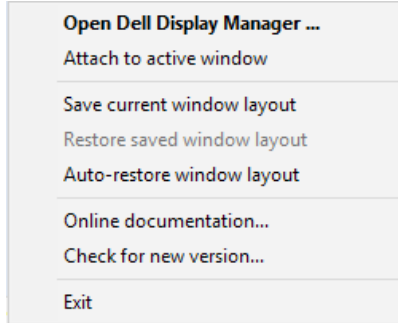 Open Dell Display Manager ...
Attach to active window
Save current window layout
Restore saved window layout
Auto-restore window layout
Online documentation...
Check for new version...
Exit